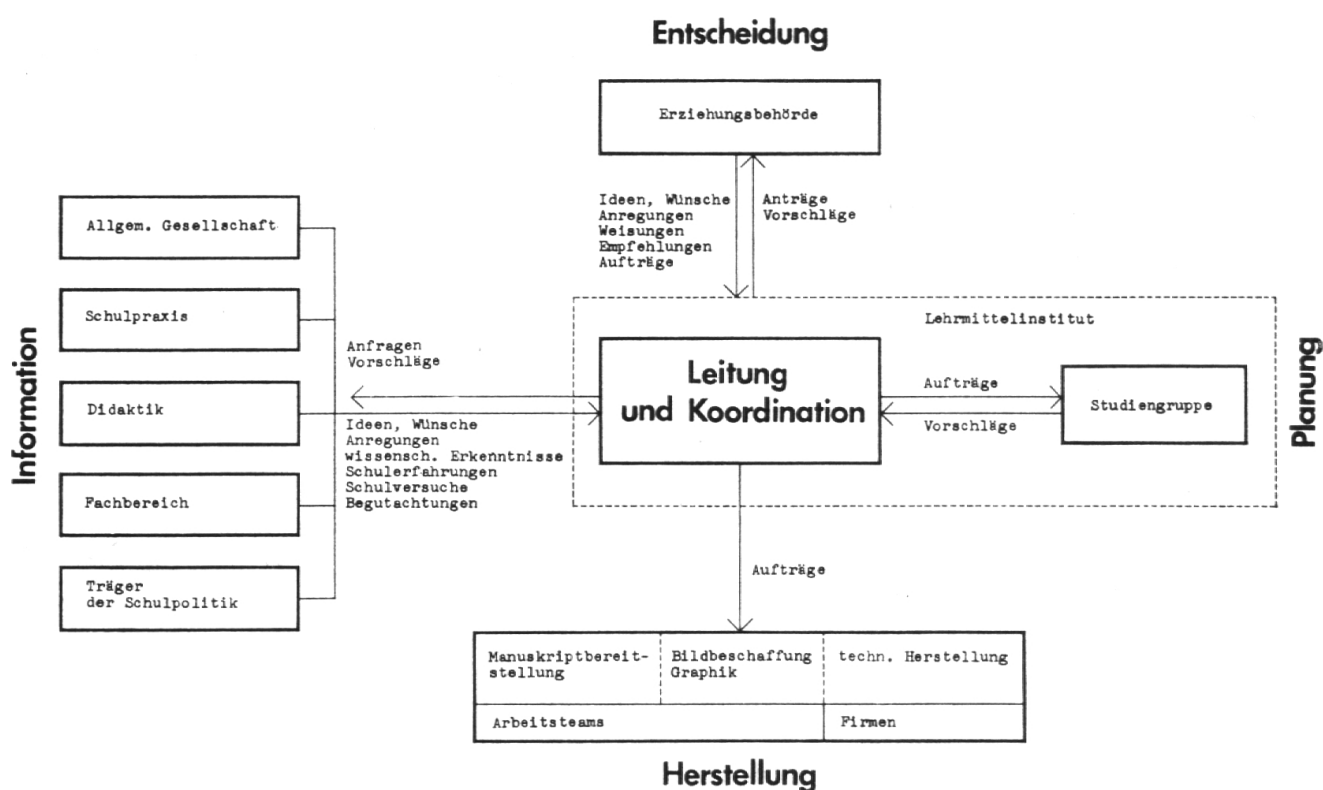 Entscheidung
Erziehungsbehörde
Ideen, Wünsche
Anregungen
Weisungen
Empfehlungen
Aufträge
Anträge
Vorschläge
Information
Allgem. Gesellschaft
Schulpraxis
Didaktik
Fachbereich
Träger
der Schulpolitik
Anfragen
Vorschläge
Ideen, Wünsche
Anregungen
wissensch. Erkenntnisse
Schulerfahrungen
Schulversuche
Begutachtungen
Lehrmittelinstitut
Leitung
und Koordination
Aufträge
Vorschläge
Studiengruppe
Planung
Aufträge
Manuskriptbereit-
stellung
Bildbeschaffung
Graphik
techn. Herstellung
Arbeitsteams
Firmen
Herstellung